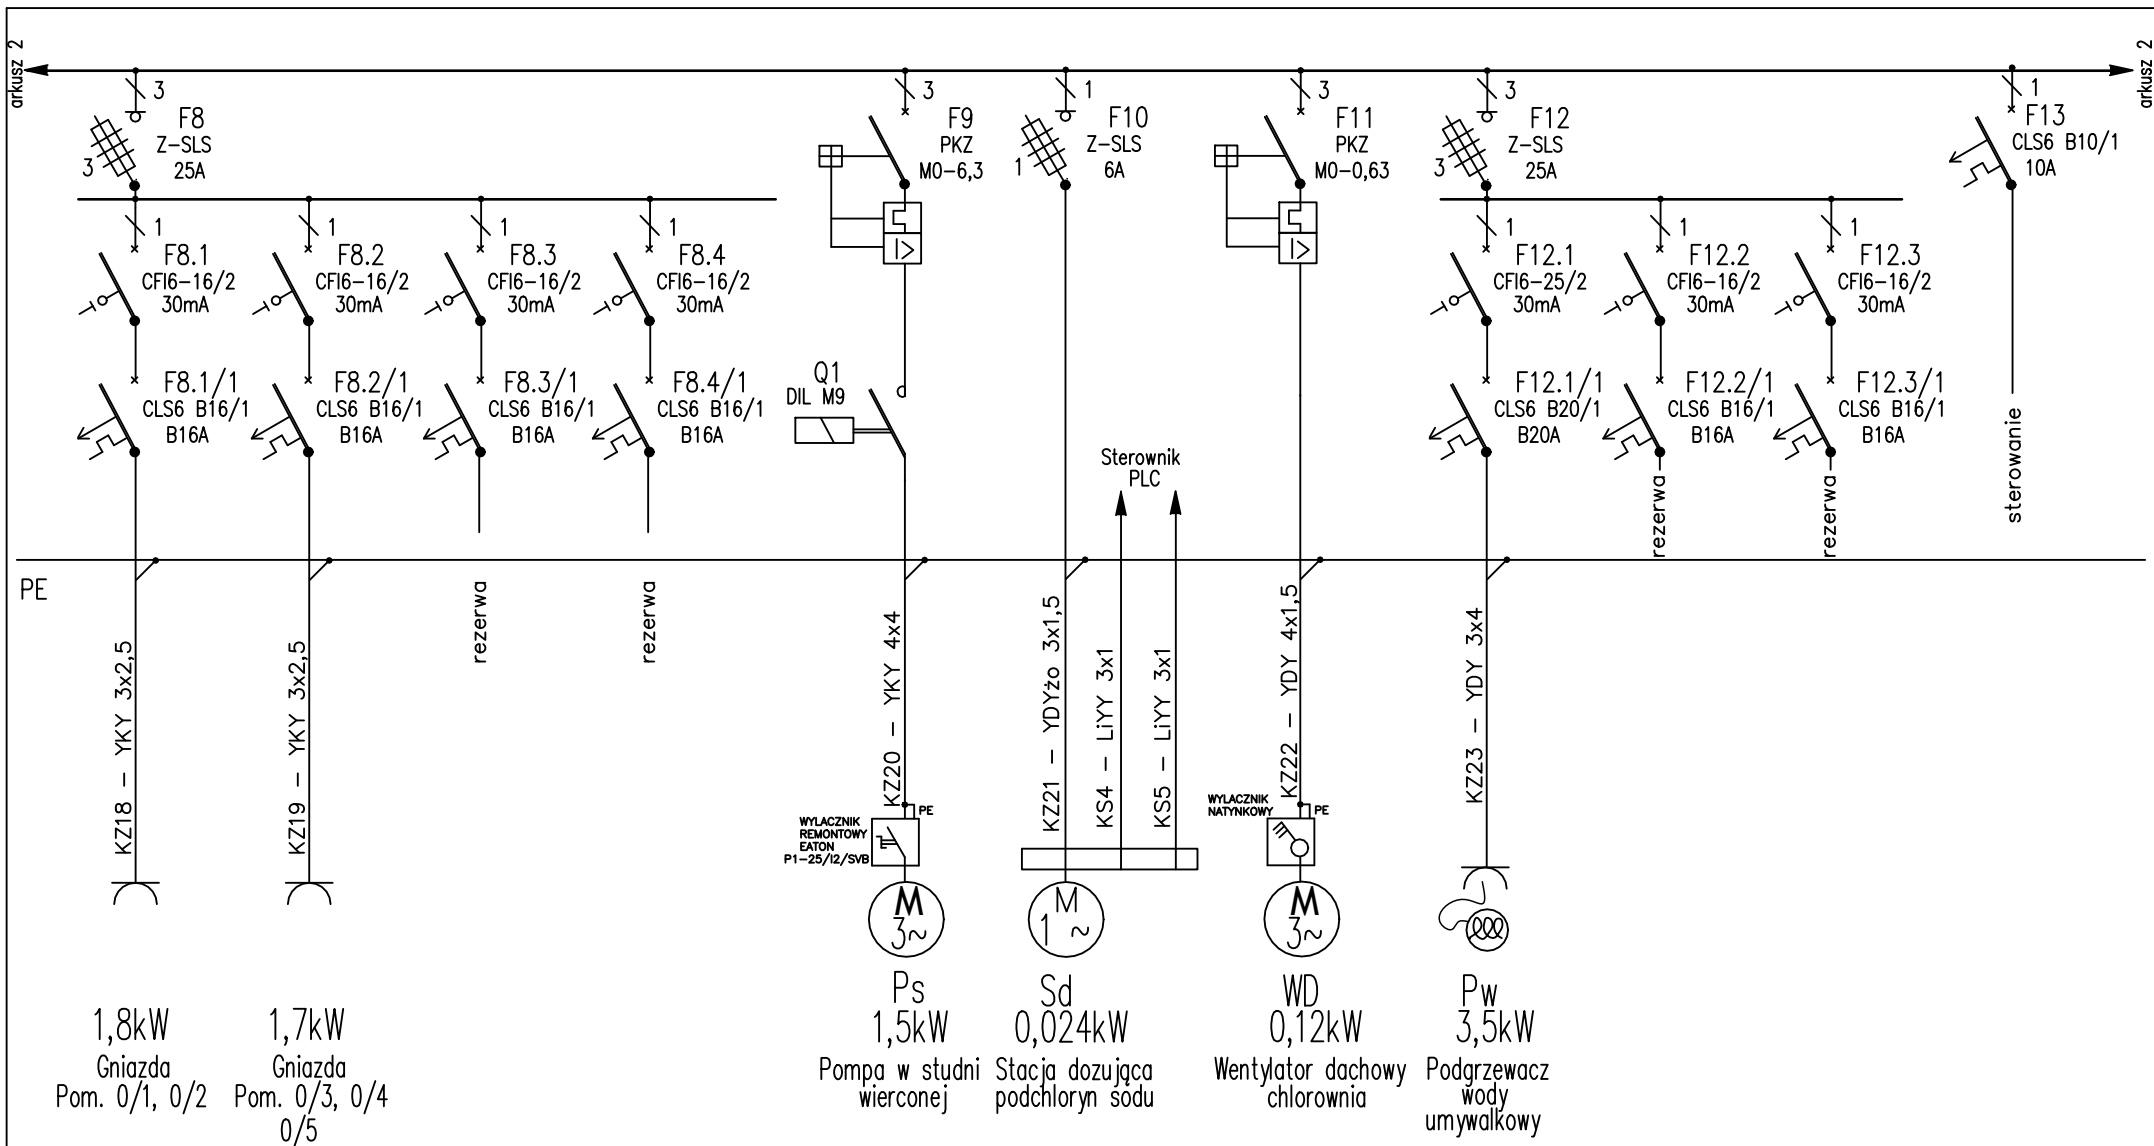 arkusz 2
arkusz 2
3
F8
Z-SLS
25A
3
3
F9
PKZ
M0-6,3
1
F10
Z-SLS
6A
1
3
F11
PKZ
M0-0,63
3
F12
Z-SLS
25A
3
1
F13
CLS6 B10/1
10A
1
F8.1
CFI6-16/2
30mA
1
F8.2
CFI6-16/2
30mA
1
F8.3
CFI6-16/2
30mA
1
F8.4
CFI6-16/2
30mA
1
F12.1
CFI6-25/2
30mA
1
F12.2
CFI6-16/2
30mA
1
F12.3
CFI6-16/2
30mA
F8.1/1
CLS6 B16/1
B16A
F8.2/1
CLS6 B16/1
B16A
F8.3/1
CLS6 B16/1
B16A
F8.4/1
CLS6 B16/1
B16A
Q1
DIL M9
F12.1/1
CLS6 B20/1
B20A
F12.2/1
CLS6 B16/1
B16A
F12.3/1
CLS6 B16/1
B16A
Sterownik
PLC
rezerwa
rezerwa
sterowanie
PE
rezerwa
rezerwa
KZ18 - YKY 3x2,5
KZ19 - YKY 3x2,5
KZ20 - YKY 4x4
KZ21 - YDYżo 3x1,5
KS4 - LiYY 3x1
KS5 - LiYY 3x1
KZ22 - YDY 4x1,5
KZ23 - YDY 3x4
WYLACZNIK
REMONTOWY
EATON
P1-25/I2/SVB
PE
WYLACZNIK
NATYNKOWY
PE
M
3~
M
1 ~
M
3~
1,8kW
Gniazda
Pom. 0/1, 0/2
1,7kW
Gniazda
Pom. 0/3, 0/4
0/5
Ps
1,5kW
Pompa w studni
wierconej
Sd
0,024kW
Stacja dozująca
podchloryn sodu
WD
0,12kW
Wentylator dachowy
chlorownia
Pw
3,5kW
Podgrzewacz
wody
umywalkowy